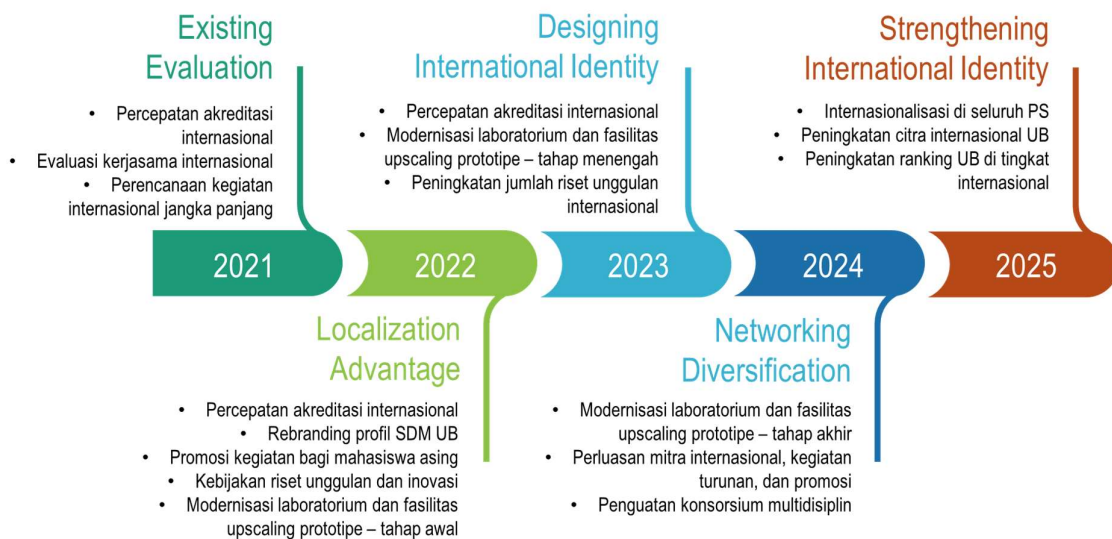 Existing
Evaluation
• Percepatan akreditasi
internasional
• Evaluasi kerjasama internasional
• Perencanaan kegiatan
internasional jangka panjang
Designing
International Identity
• Percepatan akreditasi internasional
• Modernisasi laboratorium dan fasilitas
upscaling prototipe – tahap menengah
• Peningkatan jumlah riset unggulan
internasional
Strengthening
International Identity
• Internasionalisasi di seluruh PS
• Peningkatan citra internasional UB
• Peningkatan ranking UB di tingkat
internasional
2021
2022
2023
2024
2025
Localization
Advantage
• Percepatan akreditasi internasional
• Rebranding profil SDM UB
• Promosi kegiatan bagi mahasiswa asing
• Kebijakan riset unggulan dan inovasi
• Modernisasi laboratorium dan fasilitas
upscaling prototipe – tahap awal
Networking
Diversification
• Modernisasi laboratorium dan fasilitas
upscaling prototipe – tahap akhir
• Perluasan mitra internasional, kegiatan
turunan, dan promosi
• Penguatan konsorsium multidisiplin